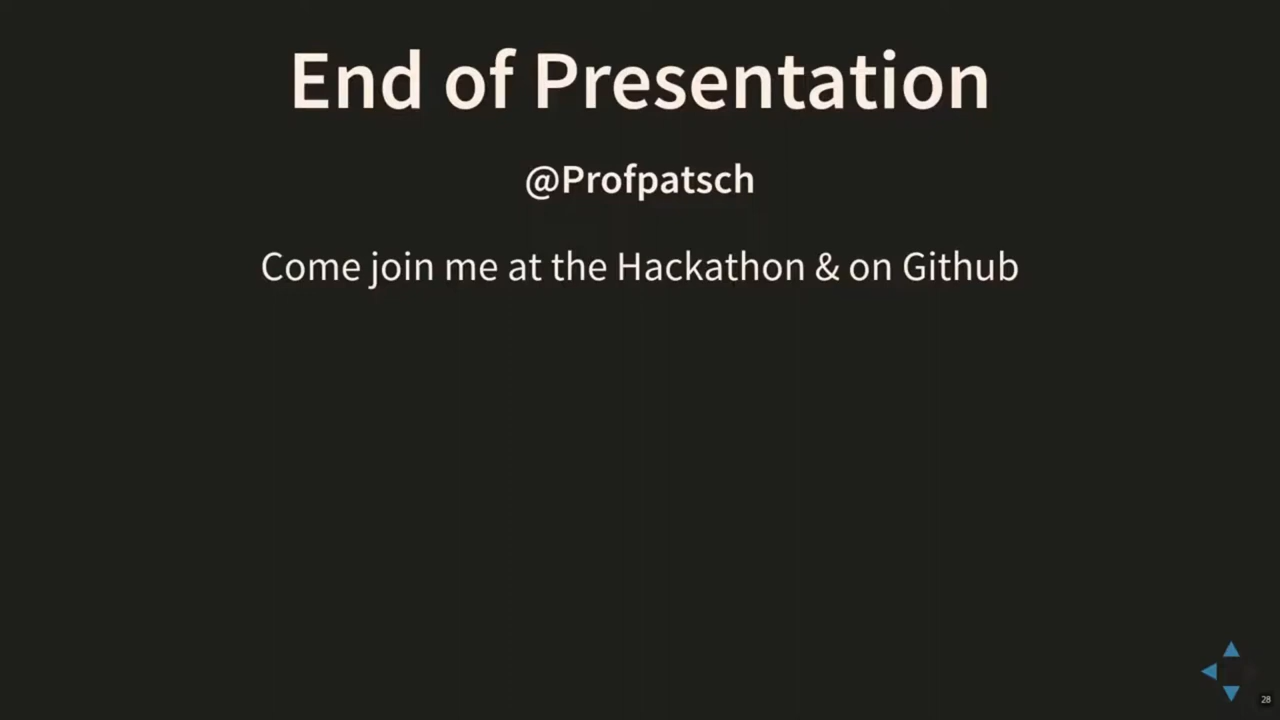 End of Presentation
@Profpatsch
Come join me at the Hackathon & on Github
28